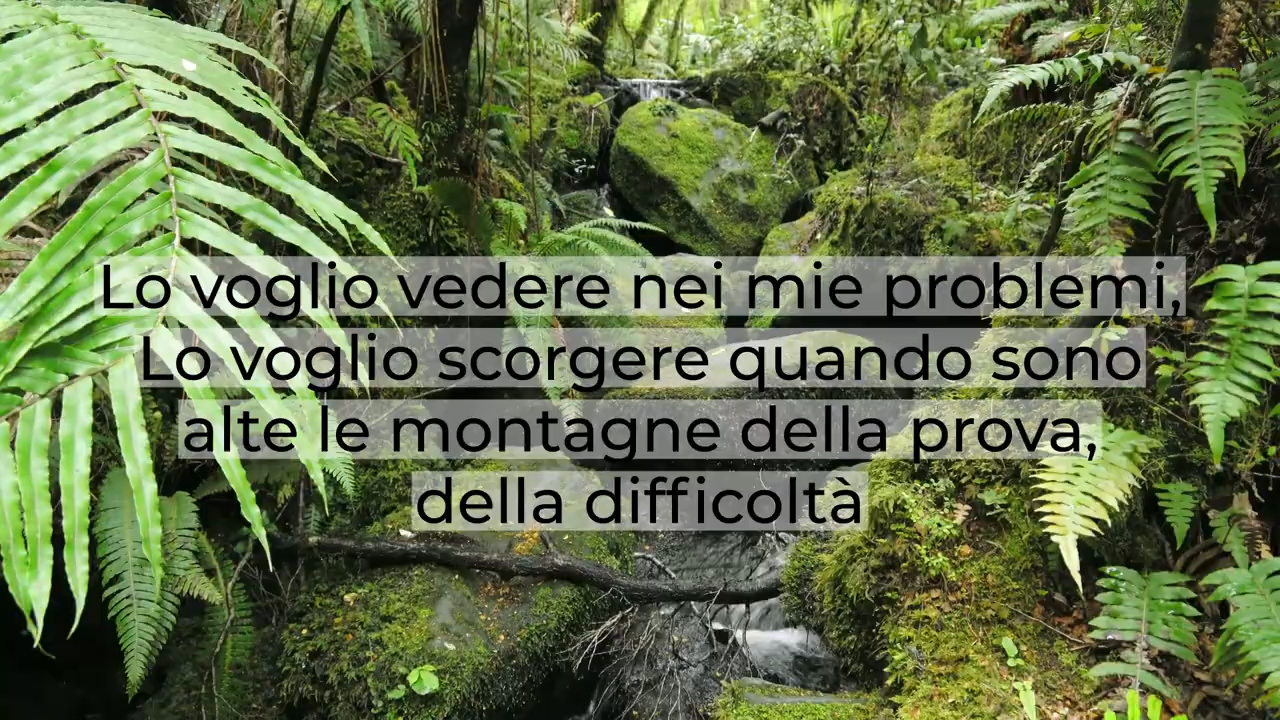 Lo voglio vedere nei mie problemi,
Lo voglio scorgere quando sono
alte le montagne della prova,
della difficoltà